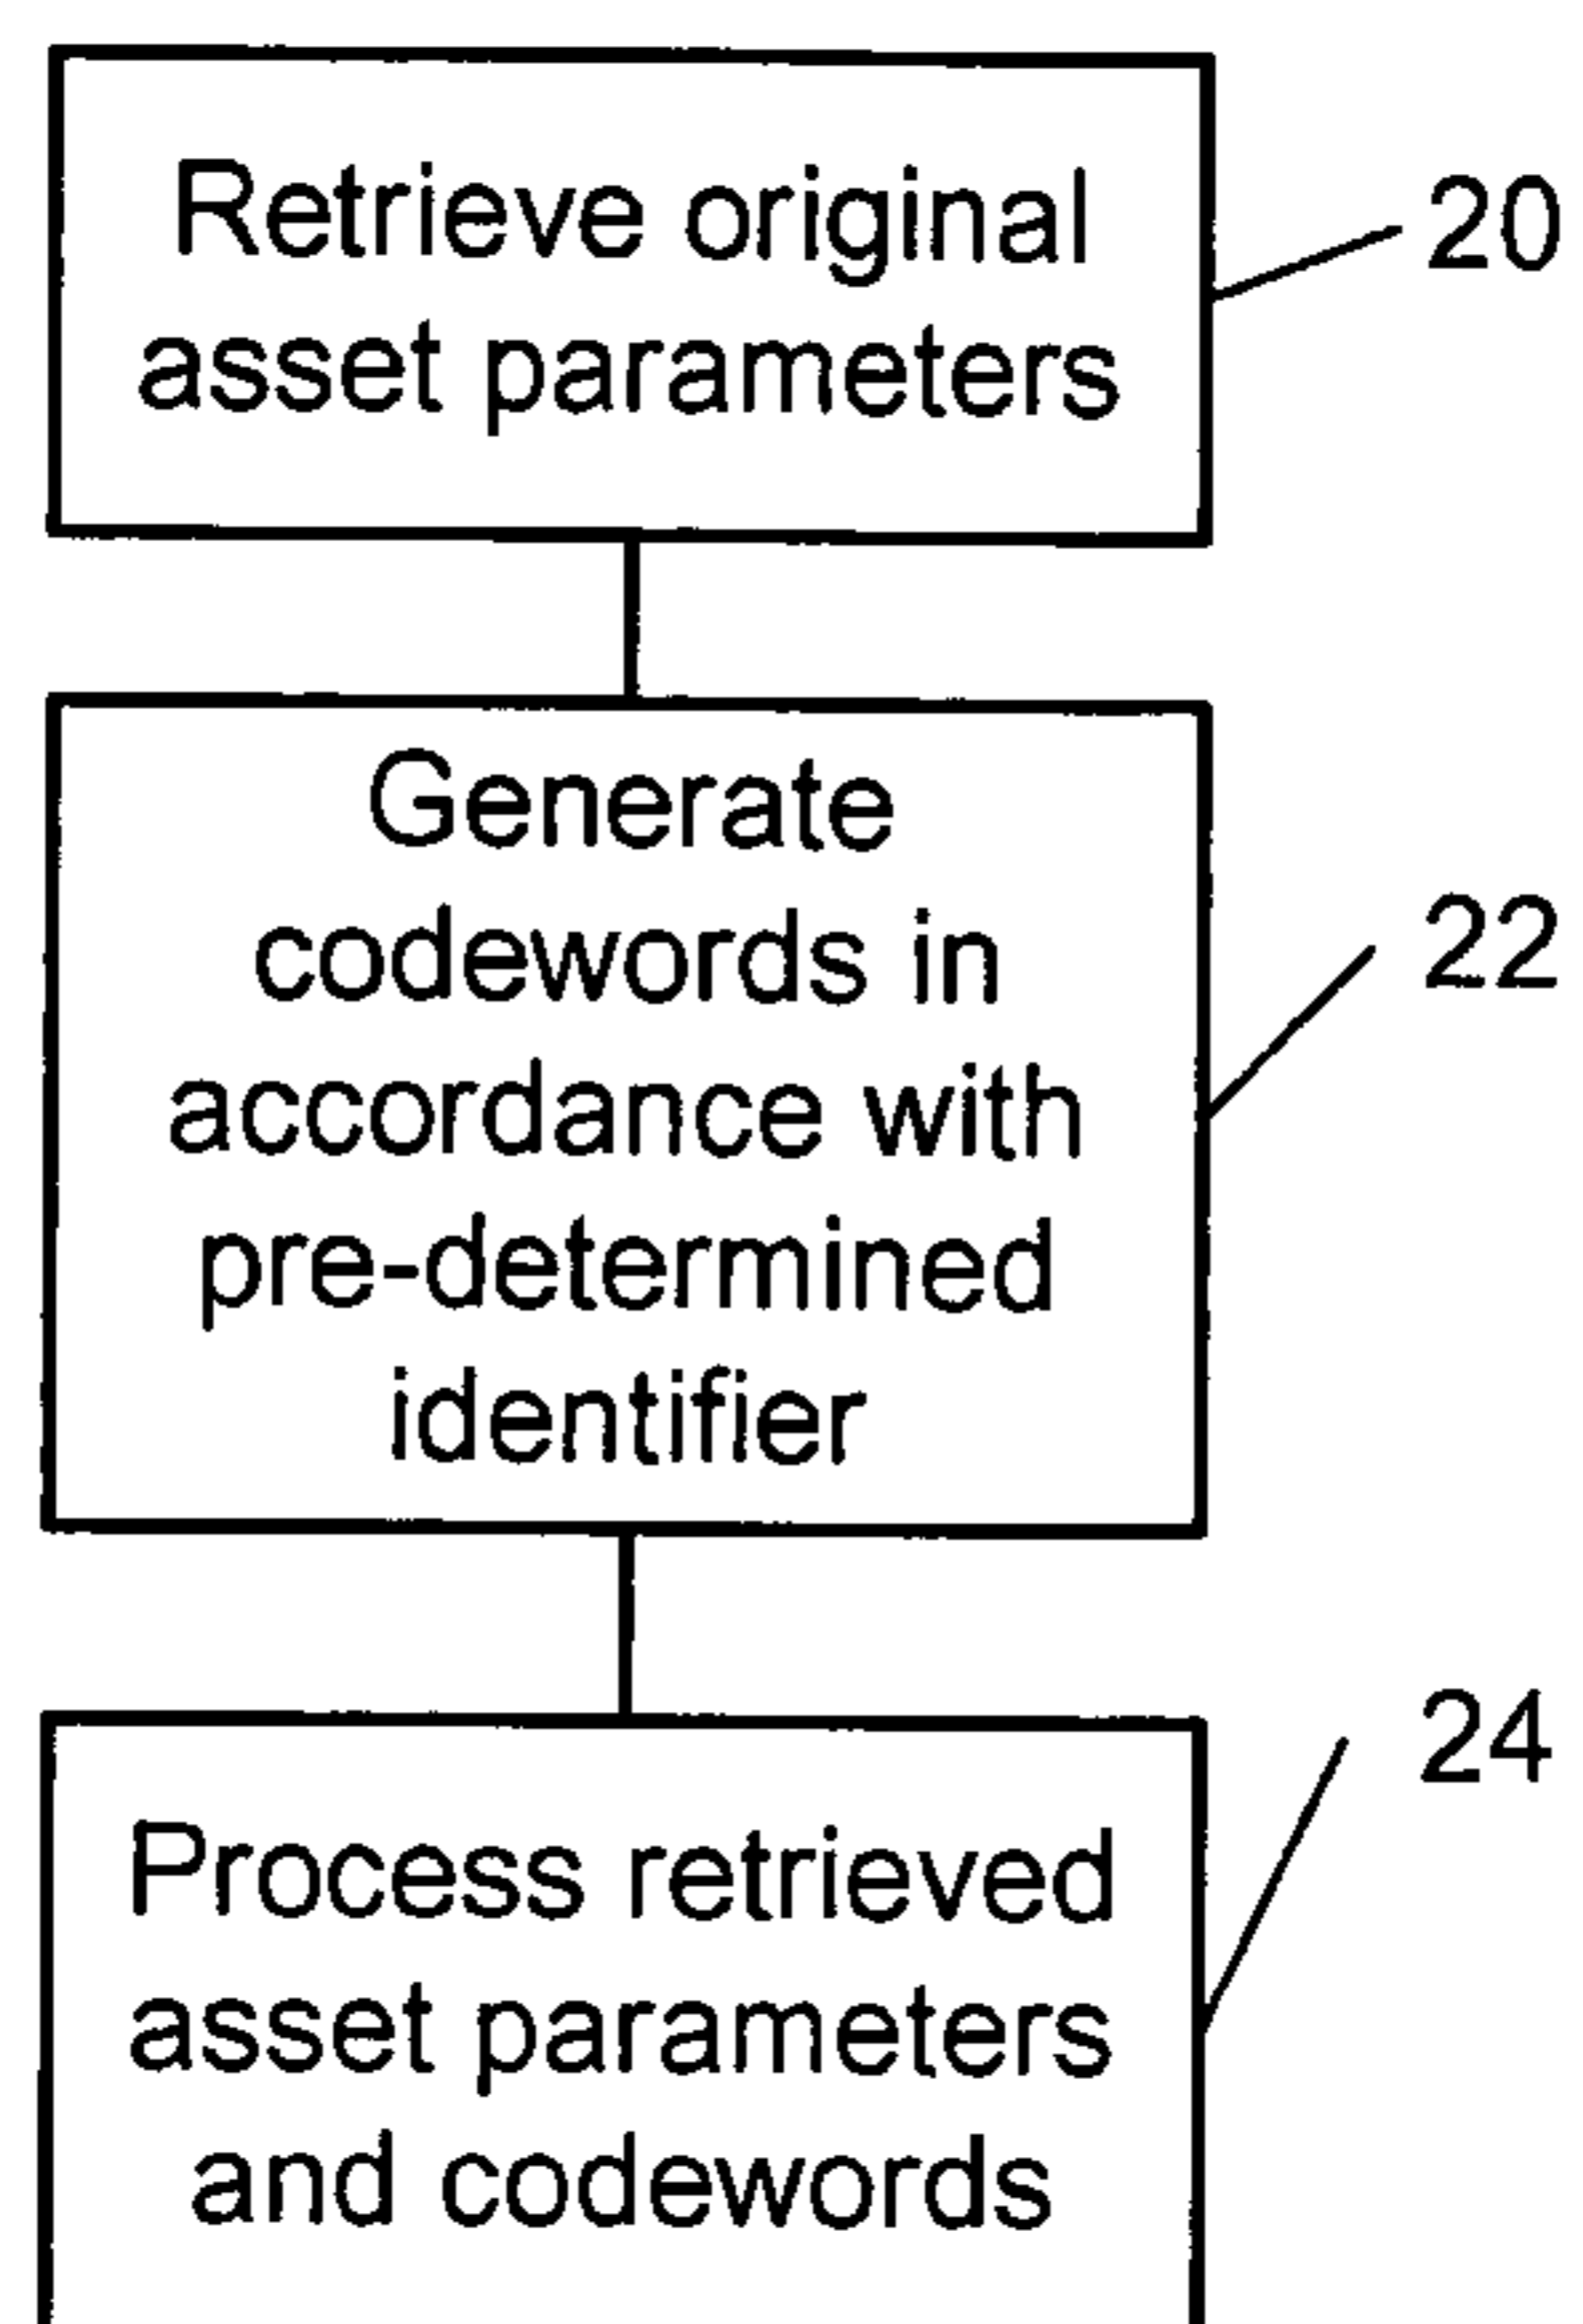 Retrieve original
asset parameters
20
Generate
codewords in
accordance with
pre-determined
identifier
22
Process retrieved
asset parameters
and codewords
24